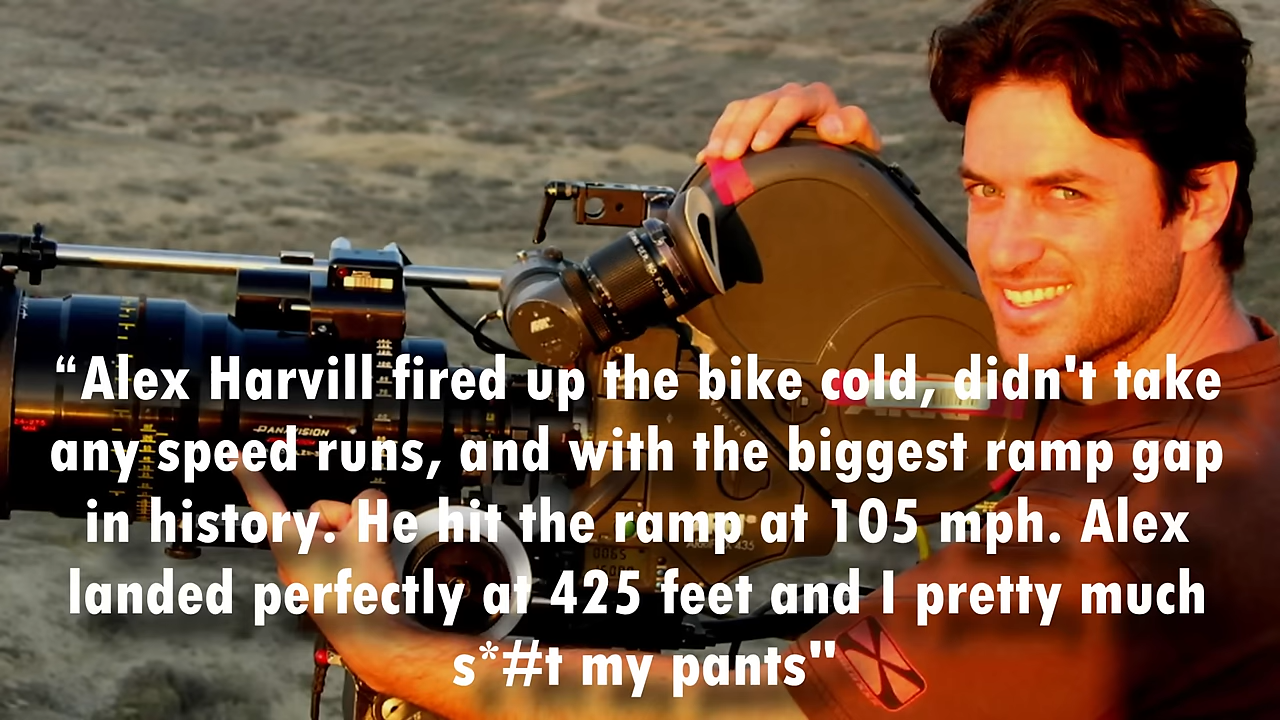 “Alex Harvill fired up the bike cold, didn't take
any speed runs, and with the biggest ramp gap
in history. He hit the ramp at 105 mph. Alex
landed perfectly at 425 feet and I pretty much
s*#t my pants"
PANAVISION
435